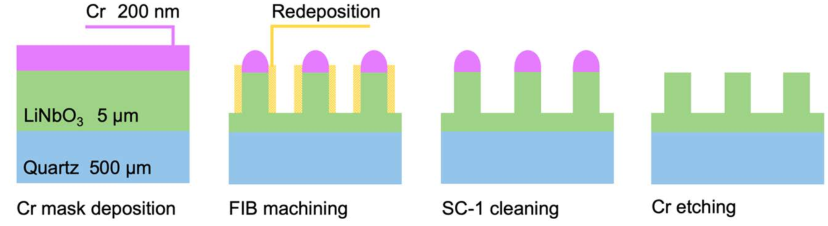 Cr 200 nm
Redeposition
LiNbO₃ 5 µm
Quartz 500 µm
Cr mask deposition
FIB machining
SC-1 cleaning
Cr etching